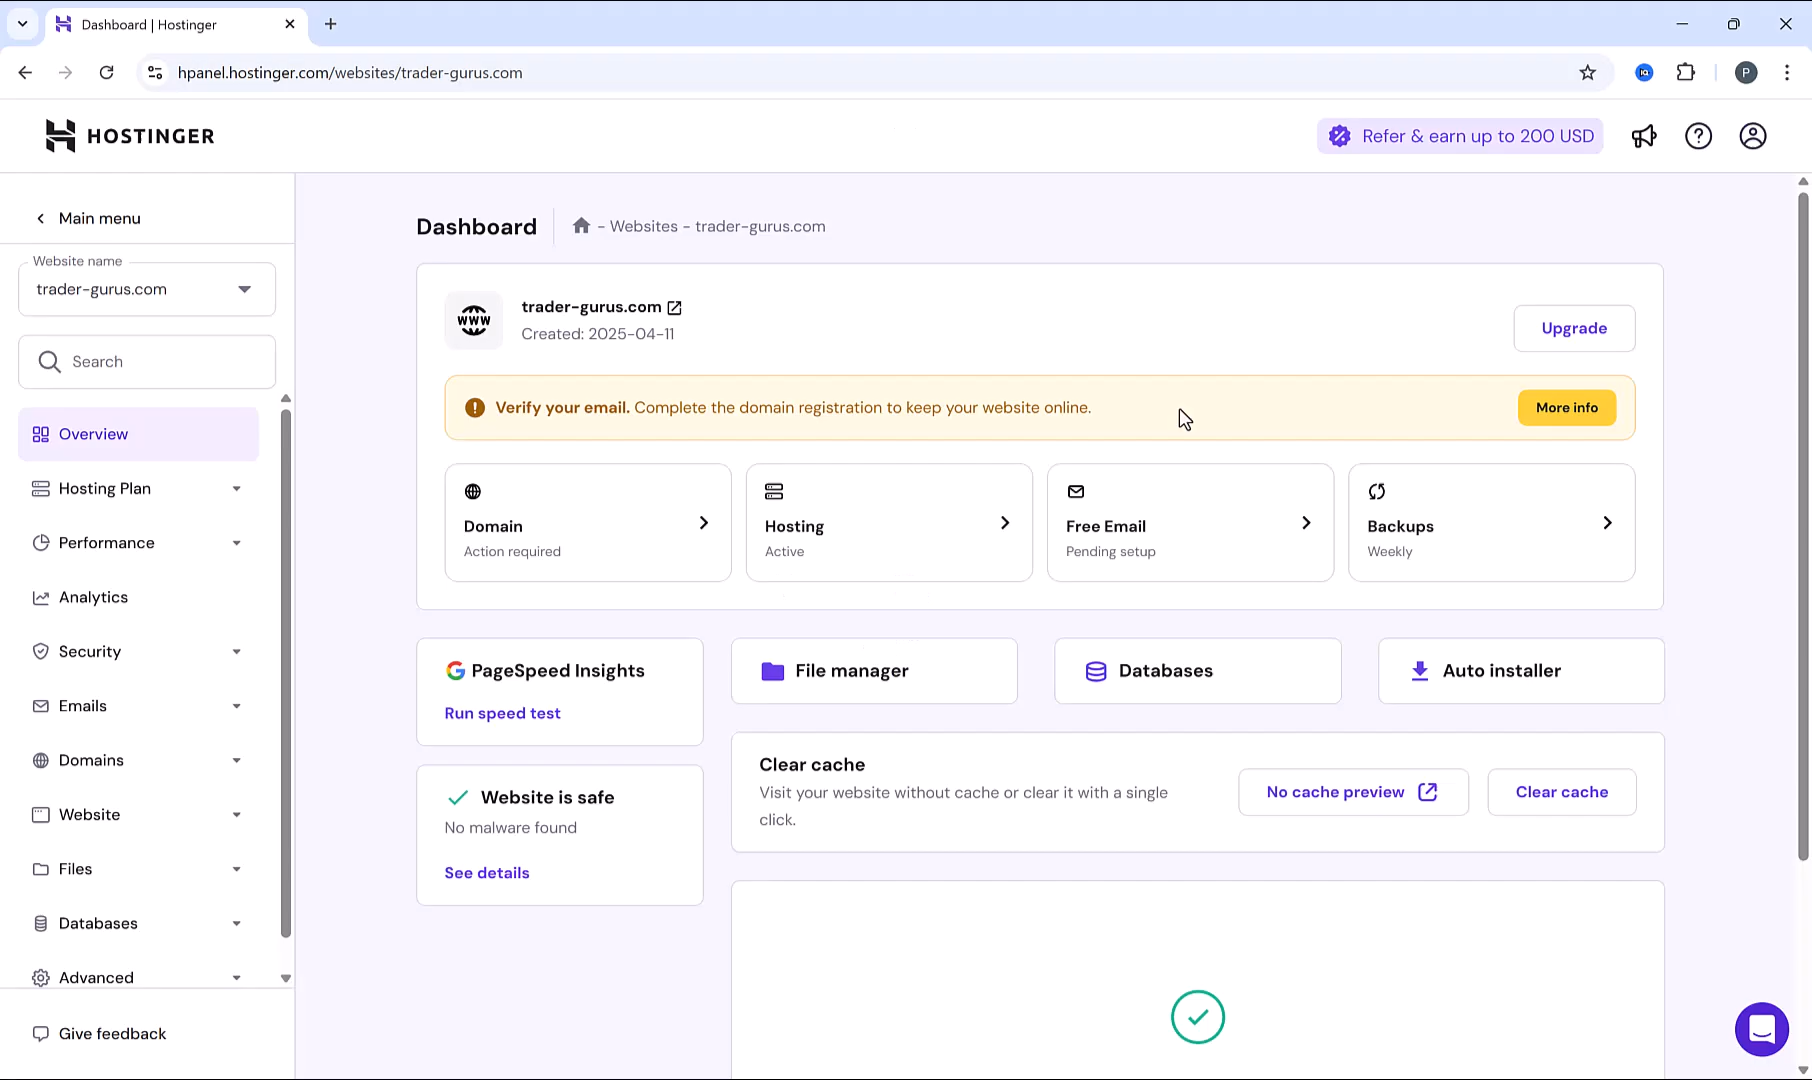 Dashboard | Hostinger
hpanel.hostinger.com/websites/trader-gurus.com
P
HOSTINGER
Refer & earn up to 200 USD
Main menu
Website name
trader-gurus.com
Search
Overview
Hosting Plan
Performance
Analytics
Security
Emails
Domains
Website
Files
Databases
Advanced
Give feedback
Dashboard
- Websites - trader-gurus.com
www
trader-gurus.com
Created: 2025-04-11
Upgrade
Verify your email. Complete the domain registration to keep your website online.
More info
Domain
Action required
Hosting
Active
Free Email
Pending setup
Backups
Weekly
PageSpeed Insights
Run speed test
File manager
Databases
Auto installer
Website is safe
No malware found
See details
Clear cache
Visit your website without cache or clear it with a single
click.
No cache preview
Clear cache